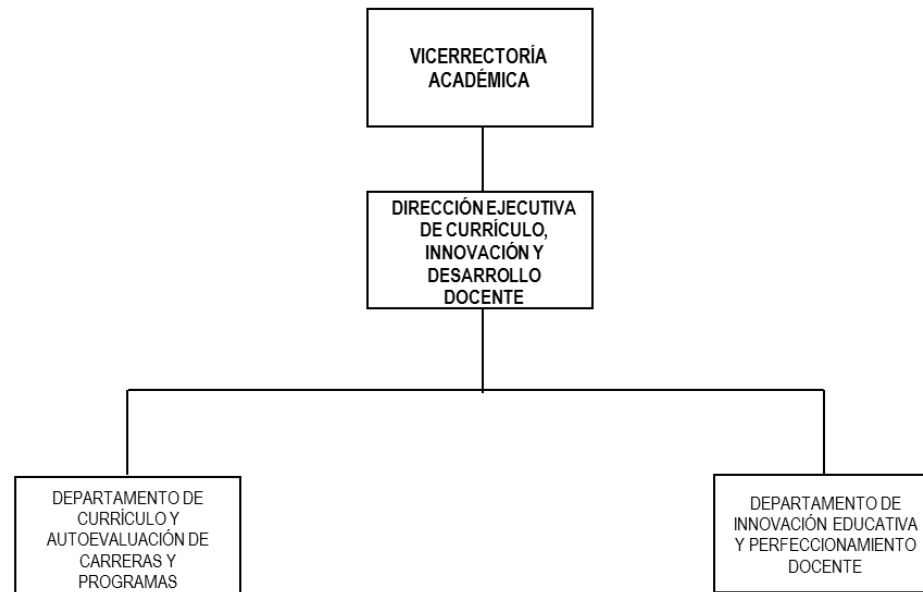 VICERRECTORÍA
ACADÉMICA
DIRECCIÓN EJECUTIVA
DE CURRÍCULO,
INNOVACIÓN Y
DESARROLLO
DOCENTE
DEPARTAMENTO DE
CURRÍCULO Y
AUTOEVALUACIÓN DE
CARRERAS Y
PROGRAMAS
DEPARTAMENTO DE
INNOVACIÓN EDUCATIVA
Y PERFECCIONAMIENTO
DOCENTE